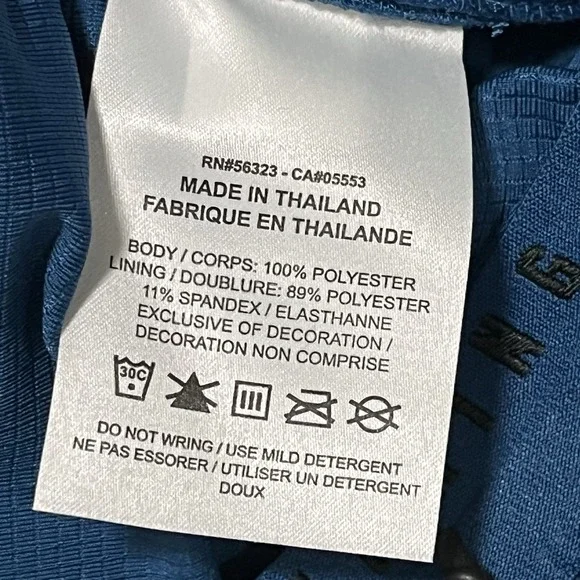 RN#56323 - CA#05553
MADE IN THAILAND
FABRIQUE EN THAILANDE
BODY / CORPS: 100% POLYESTER
LINING / DOUBLURE: 89% POLYESTER
11% SPANDEX / ELASTHANNE
EXCLUSIVE OF DECORATION /
DECORATION NON COMPRISE
30C
DO NOT WRING / USE MILD DETERGENT
NE PAS ESSORER / UTILISER UN DETERGENT
DOUX